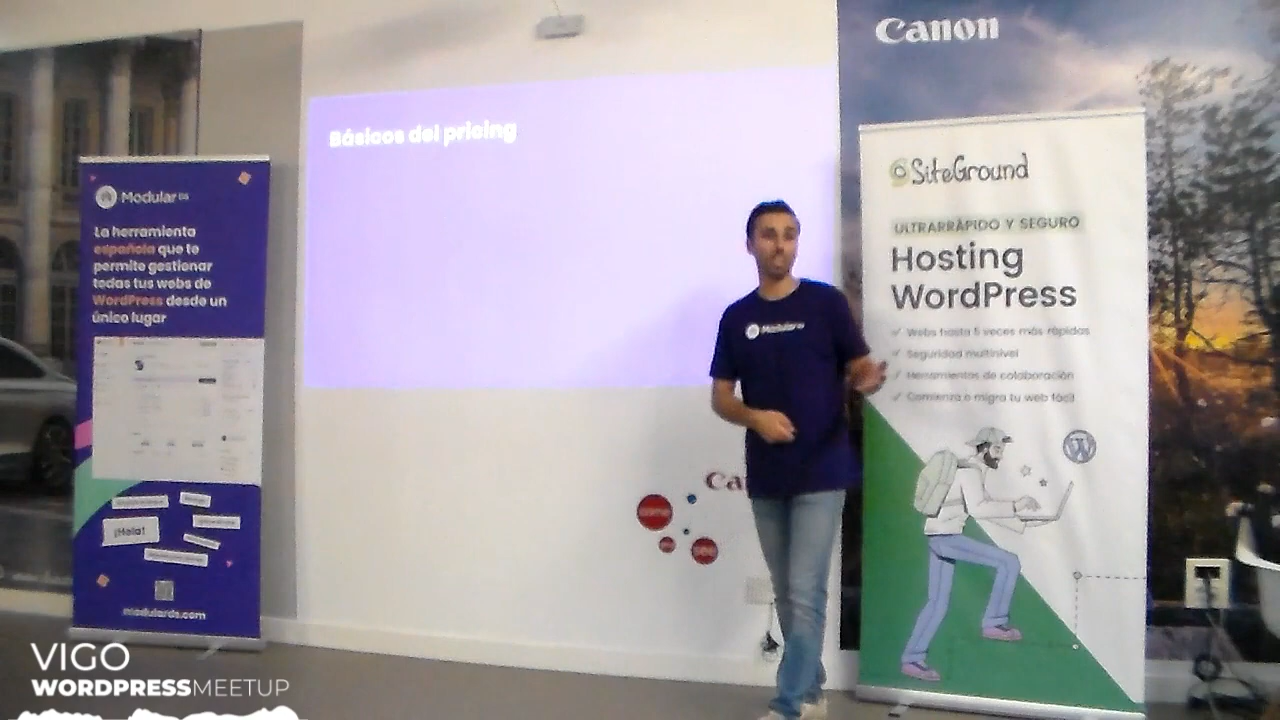 Canon
Básicos del pricing
Modular DS
La herramienta
española que te
permite gestionar
todas tus webs de
WordPress desde un
único lugar
¡Hola!
modulards.com
SiteGround
ULTRARRÁPIDO Y SEGURO
Hosting
WordPress
✓ Webs hasta 5 veces más rápidas
✓ Seguridad multinivel
✓ Herramientas de colaboración
✓ Comienza o migra tu web fácil
Modular
Ca
VIGO
WORDPRESSMEETUP